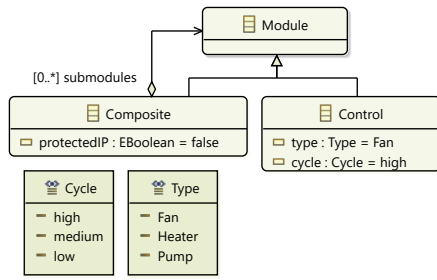 Module
[0..*] submodules
Composite
protectedIP : EBoolean = false
Control
type : Type = Fan
cycle : Cycle = high
Cycle
high
medium
low
Type
Fan
Heater
Pump